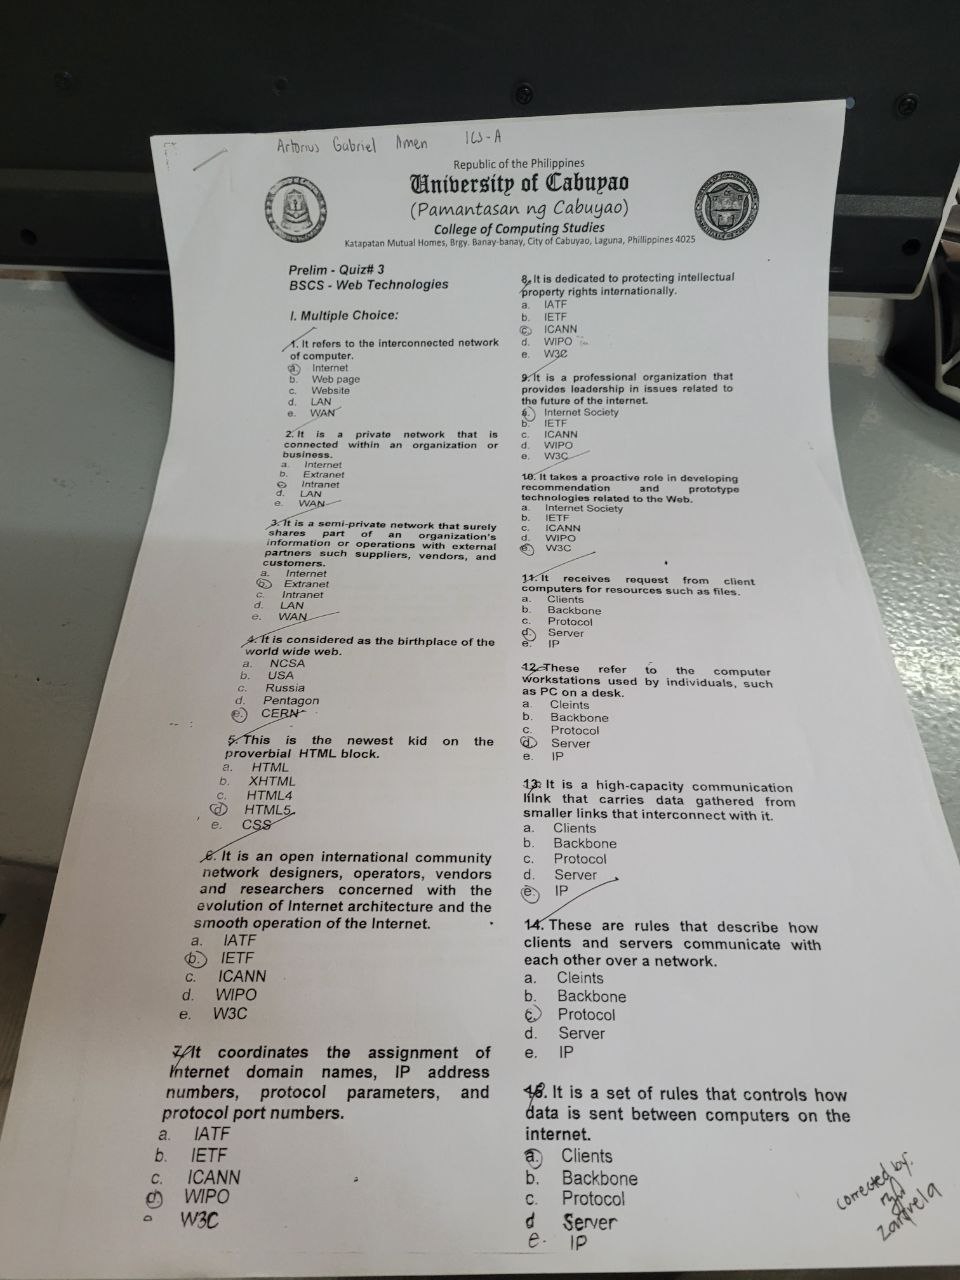 Artorius Gabriel Amen 1CS-A
Republic of the Philippines
University of Cabuyao
(Pamantasan ng Cabuyao)
College of Computing Studies
Katapatan Mutual Homes, Brgy. Banay-banay, City of Cabuyao, Laguna, Phillippines 4025
Prelim - Quiz# 3
BSCS - Web Technologies
I. Multiple Choice:
1. It refers to the interconnected network
of computer.
a. Internet
b. Web page
c. Website
d. LAN
e. WAN
2. It is a private network that is
connected within an organization or
business.
a. Internet
b. Extranet
c. Intranet
d. LAN
e. WAN
3. It is a semi-private network that surely
shares part of an organization's
information or operations with external
partners such suppliers, vendors, and
customers.
a. Internet
b. Extranet
c. Intranet
d. LAN
e. WAN
4. It is considered as the birthplace of the
world wide web.
a. NCSA
b. USA
c. Russia
d. Pentagon
e. CERN
5. This is the newest kid on the
proverbial HTML block.
a. HTML
b. XHTML
c. HTML4
d. HTML5
e. CSS
6. It is an open international community
network designers, operators, vendors
and researchers concerned with the
evolution of Internet architecture and the
smooth operation of the Internet.
a. IATF
b. IETF
c. ICANN
d. WIPO
e. W3C
7. It coordinates the assignment of
Internet domain names, IP address
numbers, protocol parameters, and
protocol port numbers.
a. IATF
b. IETF
c. ICANN
d. WIPO
e W3C
8. It is dedicated to protecting intellectual
property rights internationally.
a. IATF
b. IETF
c. ICANN
d. WIPO
e. W3C
9. It is a professional organization that
provides leadership in issues related to
the future of the internet.
a. Internet Society
b. IETF
c. ICANN
d. WIPO
e. W3C
10. It takes a proactive role in developing
recommendation and prototype
technologies related to the Web.
a. Internet Society
b. IETF
c. ICANN
d. WIPO
e. W3C
11. It receives request from client
computers for resources such as files.
a. Clients
b. Backbone
c. Protocol
d. Server
e. IP
12. These refer to the computer
workstations used by individuals, such
as PC on a desk.
a. Cleints
b. Backbone
c. Protocol
d. Server
e. IP
13. It is a high-capacity communication
link that carries data gathered from
smaller links that interconnect with it.
a. Clients
b. Backbone
c. Protocol
d. Server
e. IP
14. These are rules that describe how
clients and servers communicate with
each other over a network.
a. Cleints
b. Backbone
c. Protocol
d. Server
e. IP
15. It is a set of rules that controls how
data is sent between computers on the
internet.
a. Clients
b. Backbone
c. Protocol
d Server
e. IP
corrected by: